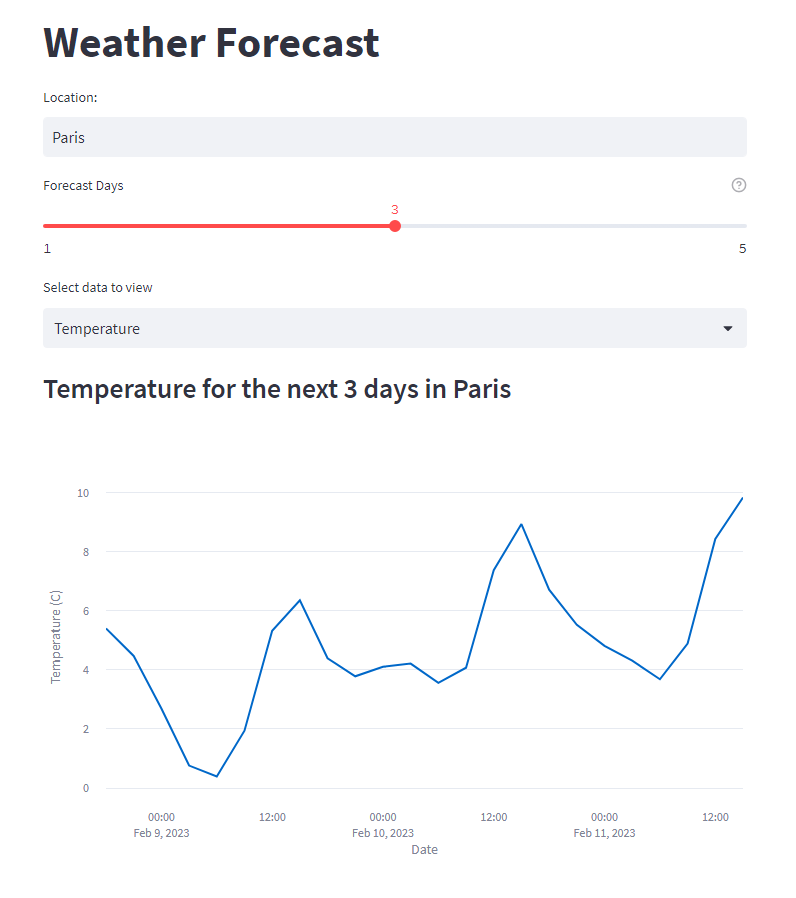 Weather Forecast
Location:
Paris
Forecast Days
3
1 5
Select data to view
Temperature
Temperature for the next 3 days in Paris
10
8
6
4
2
0
Temperature (C)
00:00 12:00 00:00 12:00 00:00 12:00
Feb 9, 2023 Feb 10, 2023 Feb 11, 2023
Date